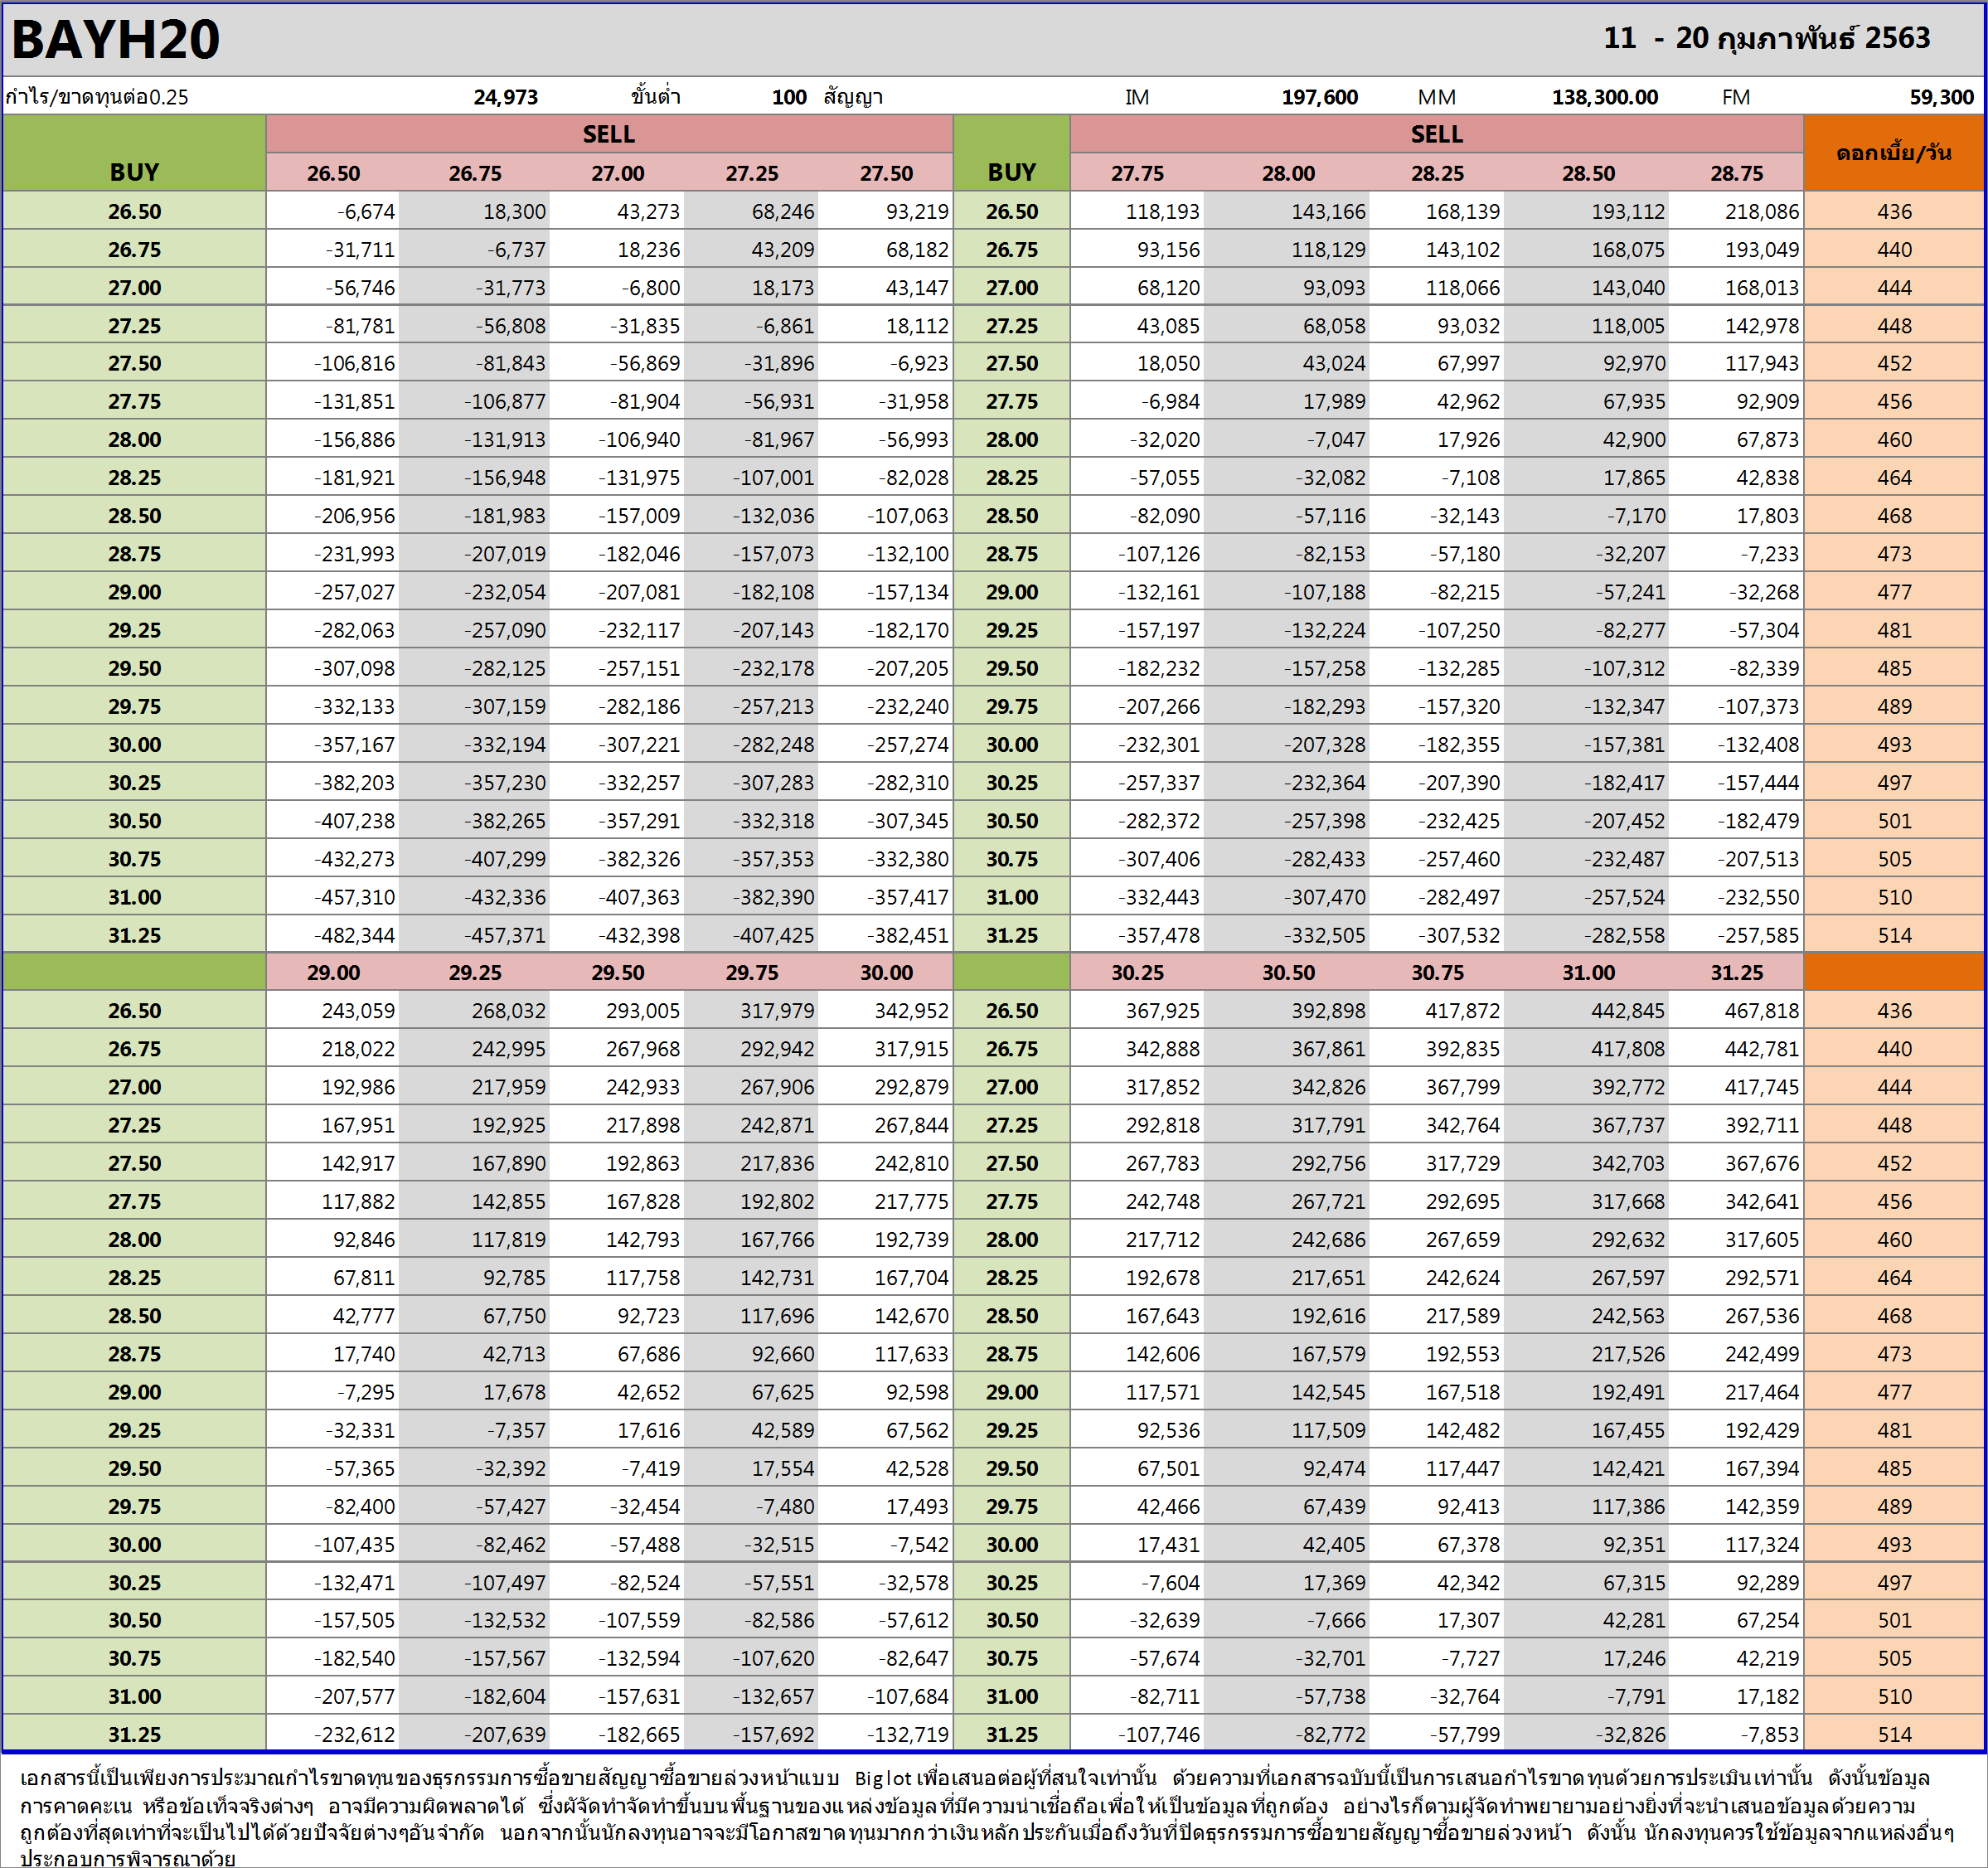 BAYH20 11 - 20 กุมภาพันธ์ 2563
กำไร/ขาดทุนต่อ0.25 24,973 ขั้นต่ำ 100 สัญญา IM 197,600 MM 138,300.00 FM 59,300
BUY SELL BUY SELL ดอกเบี้ย/วัน
26.50 26.75 27.00 27.25 27.50 27.75 28.00 28.25 28.50 28.75
26.50 -6,674 18,300 43,273 68,246 93,219 26.50 118,193 143,166 168,139 193,112 218,086 436
26.75 -31,711 -6,737 18,236 43,209 68,182 26.75 93,156 118,129 143,102 168,075 193,049 440
27.00 -56,746 -31,773 -6,800 18,173 43,147 27.00 68,120 93,093 118,066 143,040 168,013 444
27.25 -81,781 -56,808 -31,835 -6,861 18,112 27.25 43,085 68,058 93,032 118,005 142,978 448
27.50 -106,816 -81,843 -56,869 -31,896 -6,923 27.50 18,050 43,024 67,997 92,970 117,943 452
27.75 -131,851 -106,877 -81,904 -56,931 -31,958 27.75 -6,984 17,989 42,962 67,935 92,909 456
28.00 -156,886 -131,913 -106,940 -81,967 -56,993 28.00 -32,020 -7,047 17,926 42,900 67,873 460
28.25 -181,921 -156,948 -131,975 -107,001 -82,028 28.25 -57,055 -32,082 -7,108 17,865 42,838 464
28.50 -206,956 -181,983 -157,009 -132,036 -107,063 28.50 -82,090 -57,116 -32,143 -7,170 17,803 468
28.75 -231,993 -207,019 -182,046 -157,073 -132,100 28.75 -107,126 -82,153 -57,180 -32,207 -7,233 473
29.00 -257,027 -232,054 -207,081 -182,108 -157,134 29.00 -132,161 -107,188 -82,215 -57,241 -32,268 477
29.25 -282,063 -257,090 -232,117 -207,143 -182,170 29.25 -157,197 -132,224 -107,250 -82,277 -57,304 481
29.50 -307,098 -282,125 -257,151 -232,178 -207,205 29.50 -182,232 -157,258 -132,285 -107,312 -82,339 485
29.75 -332,133 -307,159 -282,186 -257,213 -232,240 29.75 -207,266 -182,293 -157,320 -132,347 -107,373 489
30.00 -357,167 -332,194 -307,221 -282,248 -257,274 30.00 -232,301 -207,328 -182,355 -157,381 -132,408 493
30.25 -382,203 -357,230 -332,257 -307,283 -282,310 30.25 -257,337 -232,364 -207,390 -182,417 -157,444 497
30.50 -407,238 -382,265 -357,291 -332,318 -307,345 30.50 -282,372 -257,398 -232,425 -207,452 -182,479 501
30.75 -432,273 -407,299 -382,326 -357,353 -332,380 30.75 -307,406 -282,433 -257,460 -232,487 -207,513 505
31.00 -457,310 -432,336 -407,363 -382,390 -357,417 31.00 -332,443 -307,470 -282,497 -257,524 -232,550 510
31.25 -482,344 -457,371 -432,398 -407,425 -382,451 31.25 -357,478 -332,505 -307,532 -282,558 -257,585 514
29.00 29.25 29.50 29.75 30.00 30.25 30.50 30.75 31.00 31.25
26.50 243,059 268,032 293,005 317,979 342,952 26.50 367,925 392,898 417,872 442,845 467,818 436
26.75 218,022 242,995 267,968 292,942 317,915 26.75 342,888 367,861 392,835 417,808 442,781 440
27.00 192,986 217,959 242,933 267,906 292,879 27.00 317,852 342,826 367,799 392,772 417,745 444
27.25 167,951 192,925 217,898 242,871 267,844 27.25 292,818 317,791 342,764 367,737 392,711 448
27.50 142,917 167,890 192,863 217,836 242,810 27.50 267,783 292,756 317,729 342,703 367,676 452
27.75 117,882 142,855 167,828 192,802 217,775 27.75 242,748 267,721 292,695 317,668 342,641 456
28.00 92,846 117,819 142,793 167,766 192,739 28.00 217,712 242,686 267,659 292,632 317,605 460
28.25 67,811 92,785 117,758 142,731 167,704 28.25 192,678 217,651 242,624 267,597 292,571 464
28.50 42,777 67,750 92,723 117,696 142,670 28.50 167,643 192,616 217,589 242,563 267,536 468
28.75 17,740 42,713 67,686 92,660 117,633 28.75 142,606 167,579 192,553 217,526 242,499 473
29.00 -7,295 17,678 42,652 67,625 92,598 29.00 117,571 142,545 167,518 192,491 217,464 477
29.25 -32,331 -7,357 17,616 42,589 67,562 29.25 92,536 117,509 142,482 167,455 192,429 481
29.50 -57,365 -32,392 -7,419 17,554 42,528 29.50 67,501 92,474 117,447 142,421 167,394 485
29.75 -82,400 -57,427 -32,454 -7,480 17,493 29.75 42,466 67,439 92,413 117,386 142,359 489
30.00 -107,435 -82,462 -57,488 -32,515 -7,542 30.00 17,431 42,405 67,378 92,351 117,324 493
30.25 -132,471 -107,497 -82,524 -57,551 -32,578 30.25 -7,604 17,369 42,342 67,315 92,289 497
30.50 -157,505 -132,532 -107,559 -82,586 -57,612 30.50 -32,639 -7,666 17,307 42,281 67,254 501
30.75 -182,540 -157,567 -132,594 -107,620 -82,647 30.75 -57,674 -32,701 -7,727 17,246 42,219 505
31.00 -207,577 -182,604 -157,631 -132,657 -107,684 31.00 -82,711 -57,738 -32,764 -7,791 17,182 510
31.25 -232,612 -207,639 -182,665 -157,692 -132,719 31.25 -107,746 -82,772 -57,799 -32,826 -7,853 514
เอกสารนี้เป็นเพียงการประมาณกำไรขาดทุนของธุรกรรมการซื้อขายสัญญาซื้อขายล่วงหน้าแบบ Big lot เพื่อเสนอต่อผู้ที่สนใจเท่านั้น ด้วยความที่เอกสารฉบับนี้เป็นการเสนอกำไรขาดทุนด้วยการประเมินเท่านั้น ดังนั้นข้อมูล
การคาดคะเน หรือข้อเท็จจริงต่างๆ อาจมีความผิดพลาดได้ ซึ่งผัจัดทำจัดทำขึ้นบนพื้นฐานของแหล่งข้อมูลที่มีความน่าเชื่อถือเพื่อให้เป็นข้อมูลที่ถูกต้อง อย่างไรก็ตามผู้จัดทำพยายามอย่างยิ่งที่จะนำเสนอข้อมูลด้วยความ
ถูกต้องที่สุดเท่าที่จะเป็นไปได้ด้วยปัจจัยต่างๆอันจำกัด นอกจากนั้นนักลงทุนอาจจะมีโอกาสขาดทุนมากกว่าเงินหลักประกันเมื่อถึงวันที่ปิดธุรกรรมการซื้อขายสัญญาซื้อขายล่วงหน้า ดังนั้น นักลงทุนควรใช้ข้อมูลจากแหล่งอื่นๆ
ประกอบการพิจารณาด้วย